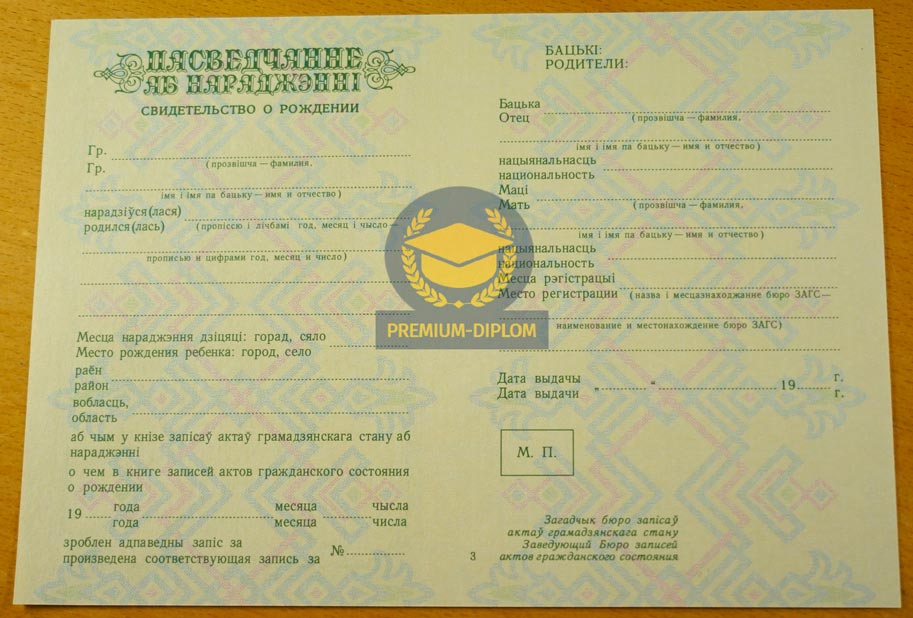 ПАСВЕДЧАННЕ
АБ НАРАДЖЭННІ
СВИДЕТЕЛЬСТВО О РОЖДЕНИИ
Гр.
Гр.
(прозвішча — фамилия,
імя і імя па бацьку — имя и отчество)
нарадзіўся(лася)
родился(лась) (пропіссю і лічбамі год, месяц і чысло —
прописью и цифрами год, месяц и число)
Месца нараджэння дзіцяці: горад, сяло
Место рождения ребенка: город, село
раён
район
вобласць,
область
аб чым у кнізе запісаў актаў грамадзянскага стану аб
нараджэнні
о чем в книге записей актов гражданского состояния
о рождении
19 года месяца чысла
года месяца числа
зроблен адпаведны запіс за
произведена соответствующая запись за №
БАЦЬКІ:
РОДИТЕЛИ:
Бацька
Отец (прозвішча — фамилия,
імя і імя па бацьку — имя и отчество)
нацыянальнасць
национальность
Маці
Мать (прозвішча — фамилия,
імя і імя па бацьку — имя и отчество)
нацыянальнасць
национальность
Месца рэгістрацыі
Место регистрации (назва і месцазнаходжанне бюро ЗАГС —
наименование и местонахождение бюро ЗАГС)
Дата выдачы
Дата выдачи „ “ 19 г.
г.
М. П.
Загадчык бюро запісаў
актаў грамадзянскага стану
Заведующий Бюро записей
актов гражданского состояния
3
PREMIUM-DIPLOM